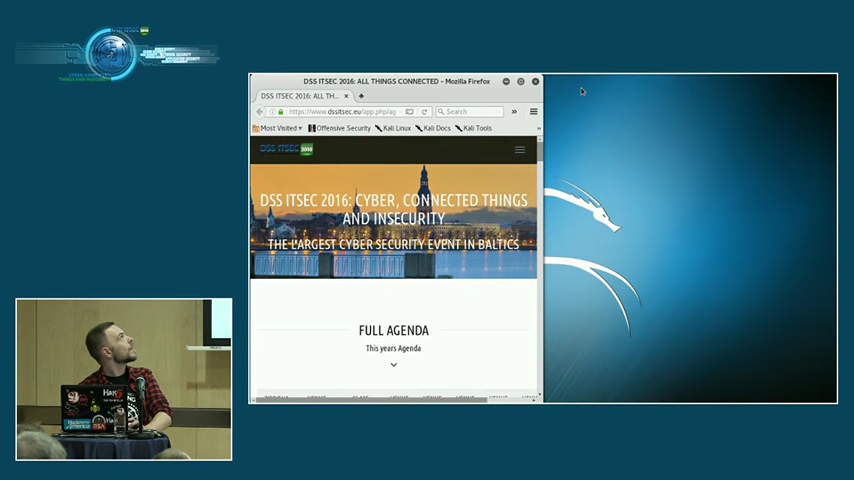 DSS ITSEC
DSS ITSEC 2016: ALL THINGS CONNECTED - Mozilla Firefox
DSS ITSEC 2016: ALL TH...
https://www.dssitsec.eu/app.php/ag
Search
Most Visited
Offensive Security
Kali Linux
Kali Docs
Kali Tools
DSS ITSEC 2016
DSS ITSEC 2016: CYBER, CONNECTED THINGS
AND INSECURITY
THE LARGEST CYBER SECURITY EVENT IN BALTICS
FULL AGENDA
This years Agenda